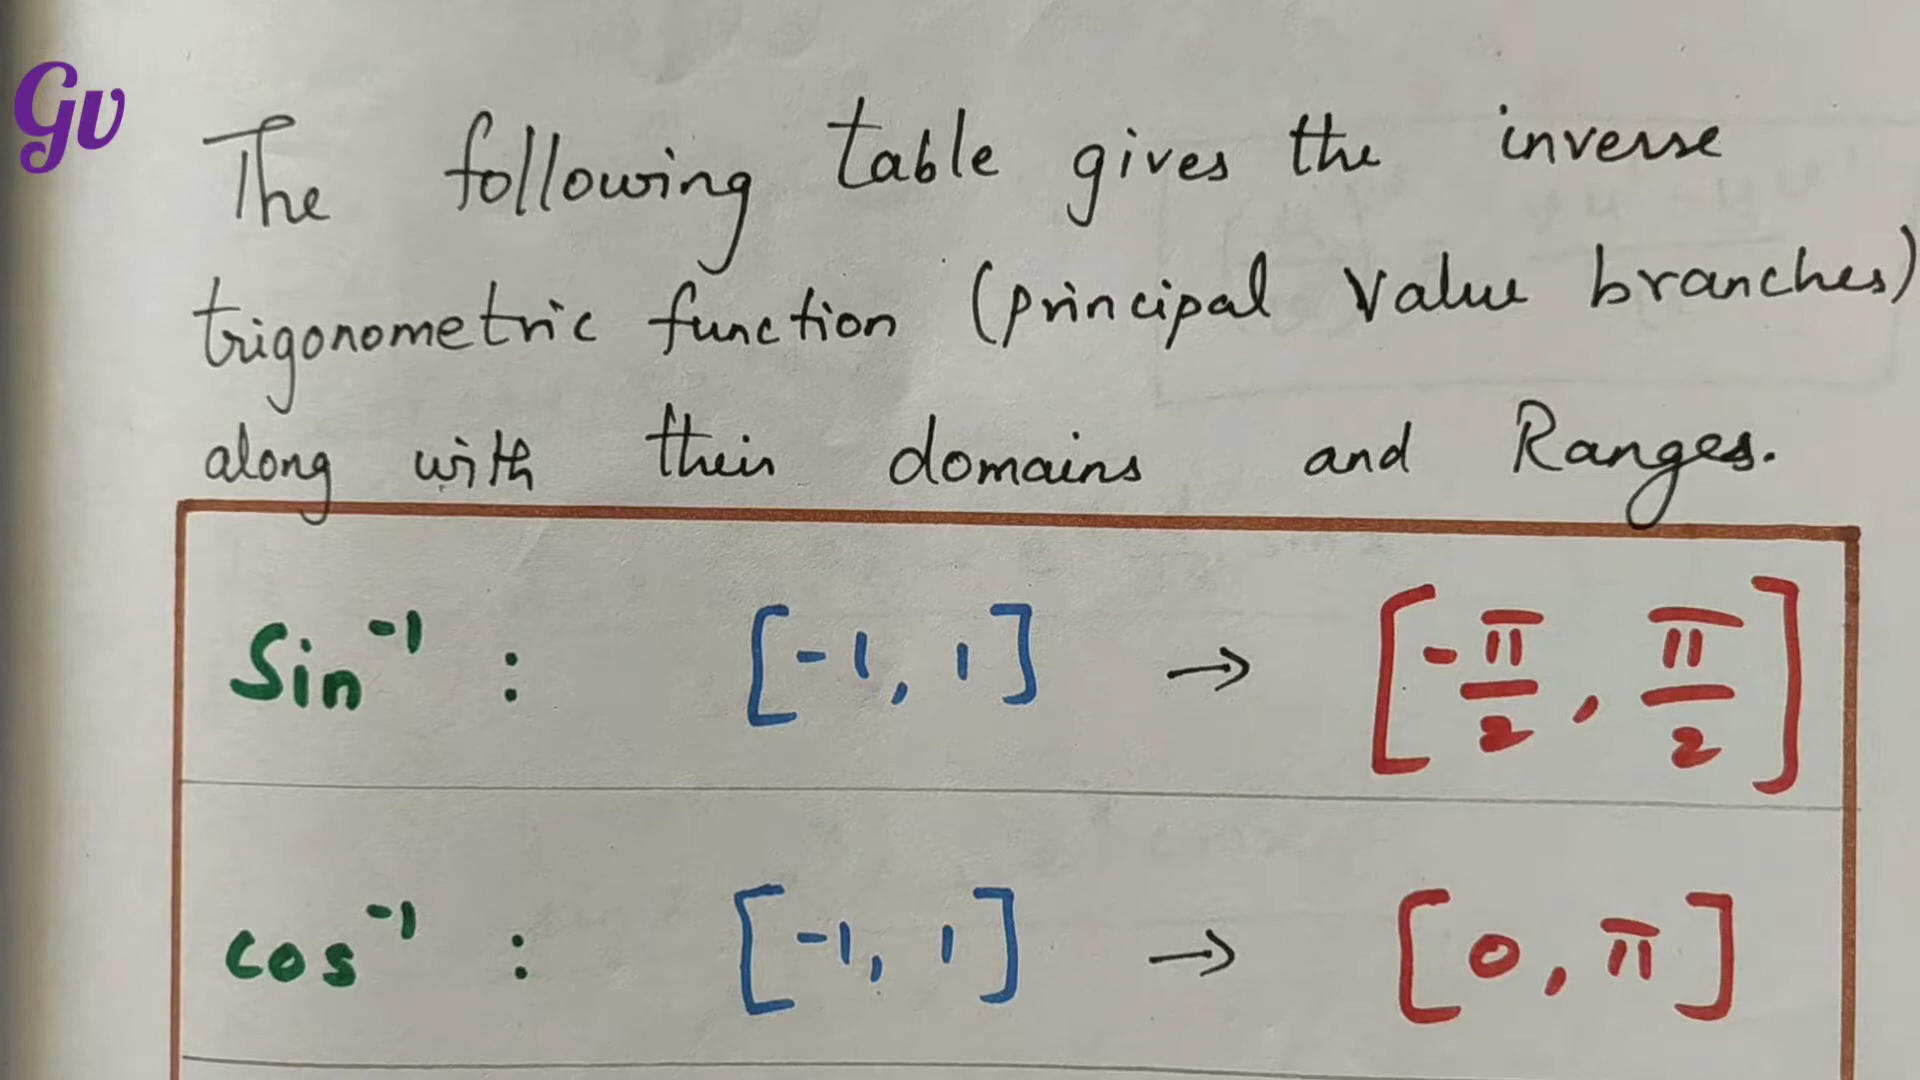 Gv
The following table gives the inverse
trigonometric function (principal value branches)
along with their domains and Ranges.
Sin⁻¹ : [-1, 1] → [-π/2, π/2]
cos⁻¹ : [-1, 1] → [0, π]